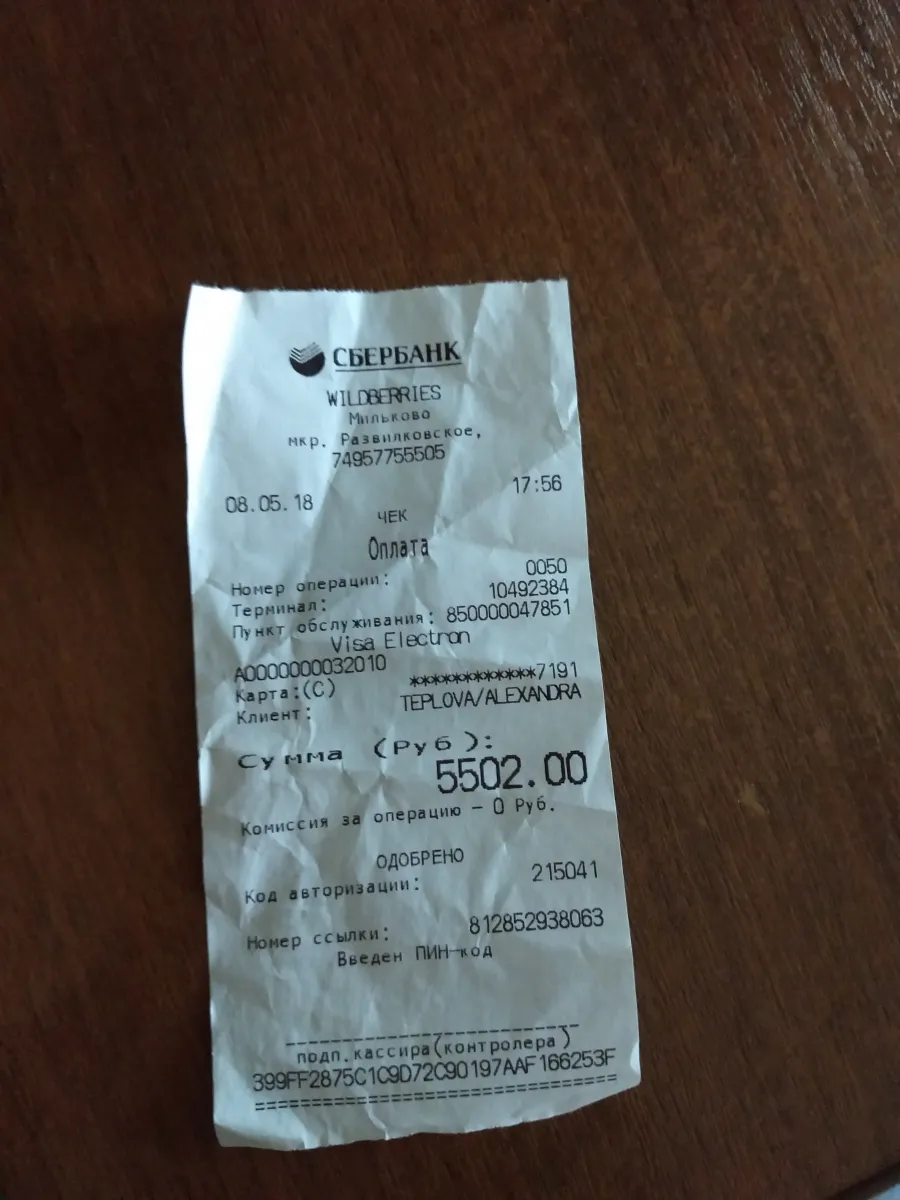 СБЕРБАНК
WILDBERRIES
Мильково
мкр. Развилковское,
74957755505
08.05.18 17:56
ЧЕК
Оплата
Номер операции: 0050
Терминал: 10492384
Пункт обслуживания: 850000047851
Visa Electron
A0000000032010
Карта:(C) ************7191
Клиент: TEPLOVA/ALEXANDRA
Сумма (Руб):
5502.00
Комиссия за операцию – 0 Руб.
ОДОБРЕНО
Код авторизации: 215041
Номер ссылки: 812852938063
Введен ПИН-код
подп.кассира(контролера)
399FF2875C1C9D72C90197AAF166253F